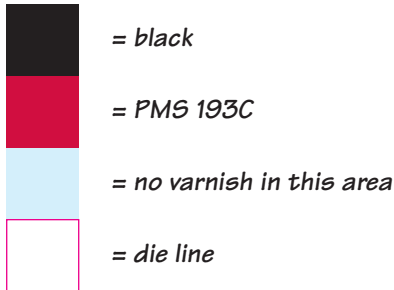 = black
= PMS 193C
= no varnish in this area
= die line